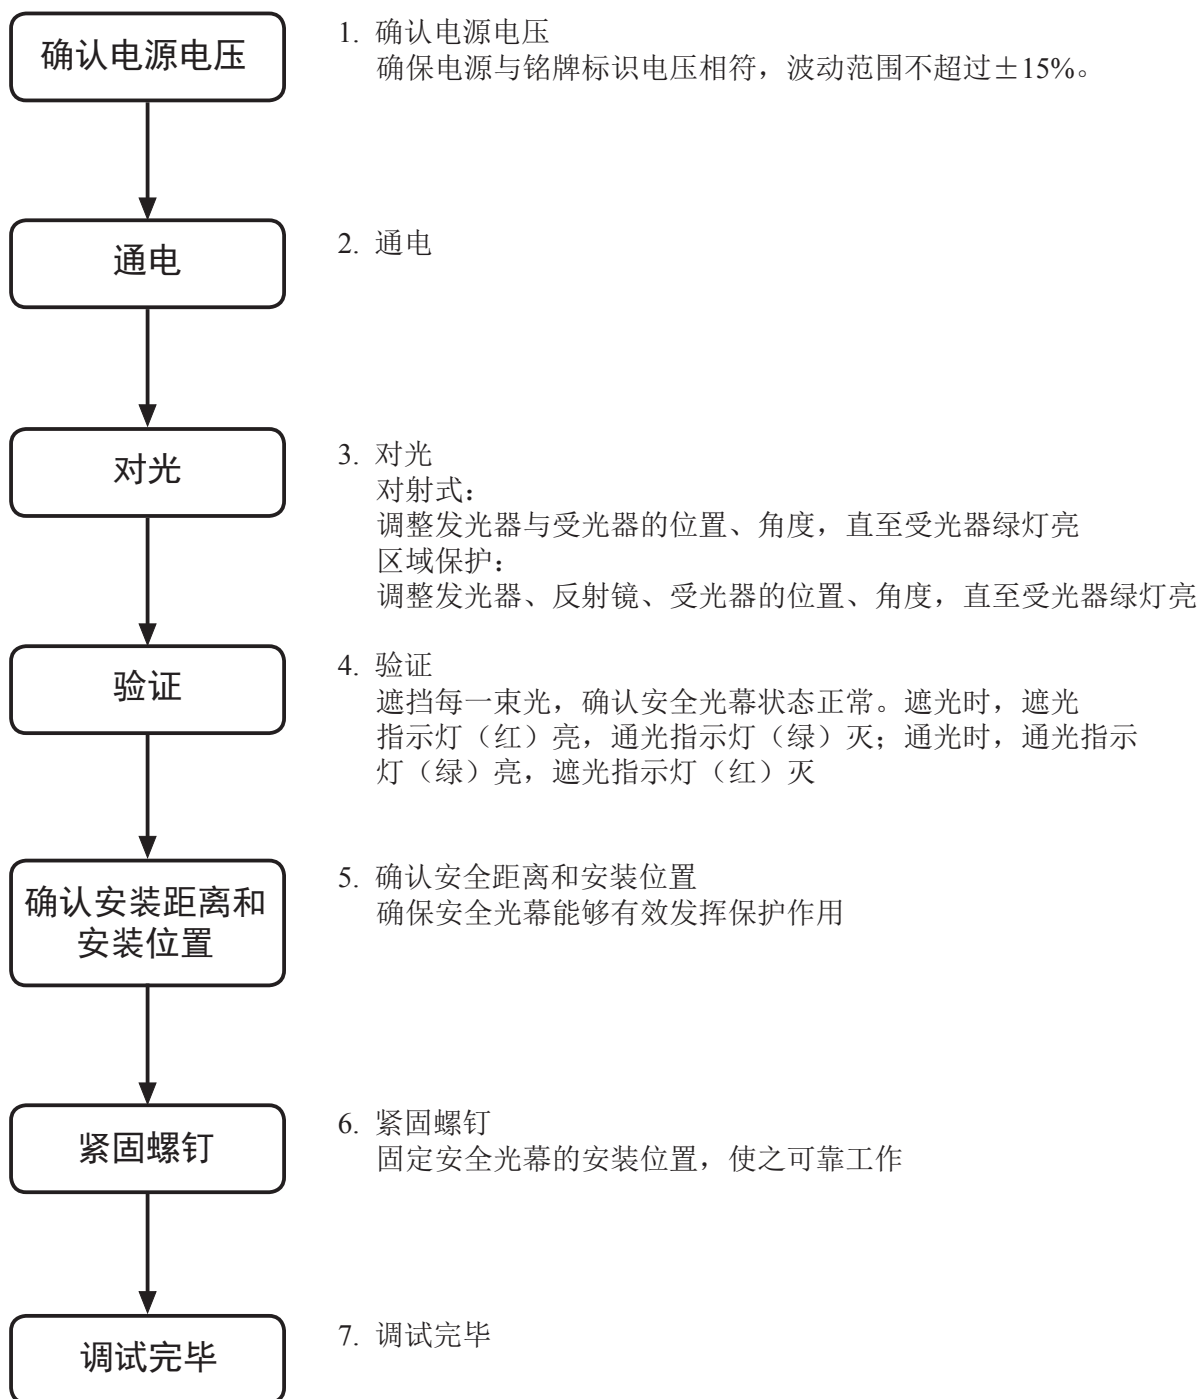 确认电源电压
1. 确认电源电压
确保电源与铭牌标识电压相符，波动范围不超过±15%。
通电
2. 通电
对光
3. 对光
对射式：
调整发光器与受光器的位置、角度，直至受光器绿灯亮
区域保护：
调整发光器、反射镜、受光器的位置、角度，直至受光器绿灯亮
验证
4. 验证
遮挡每一束光，确认安全光幕状态正常。遮光时，遮光
指示灯（红）亮，通光指示灯（绿）灭；通光时，通光指示
灯（绿）亮，遮光指示灯（红）灭
确认安装距离和
安装位置
5. 确认安全距离和安装位置
确保安全光幕能够有效发挥保护作用
紧固螺钉
6. 紧固螺钉
固定安全光幕的安装位置，使之可靠工作
调试完毕
7. 调试完毕